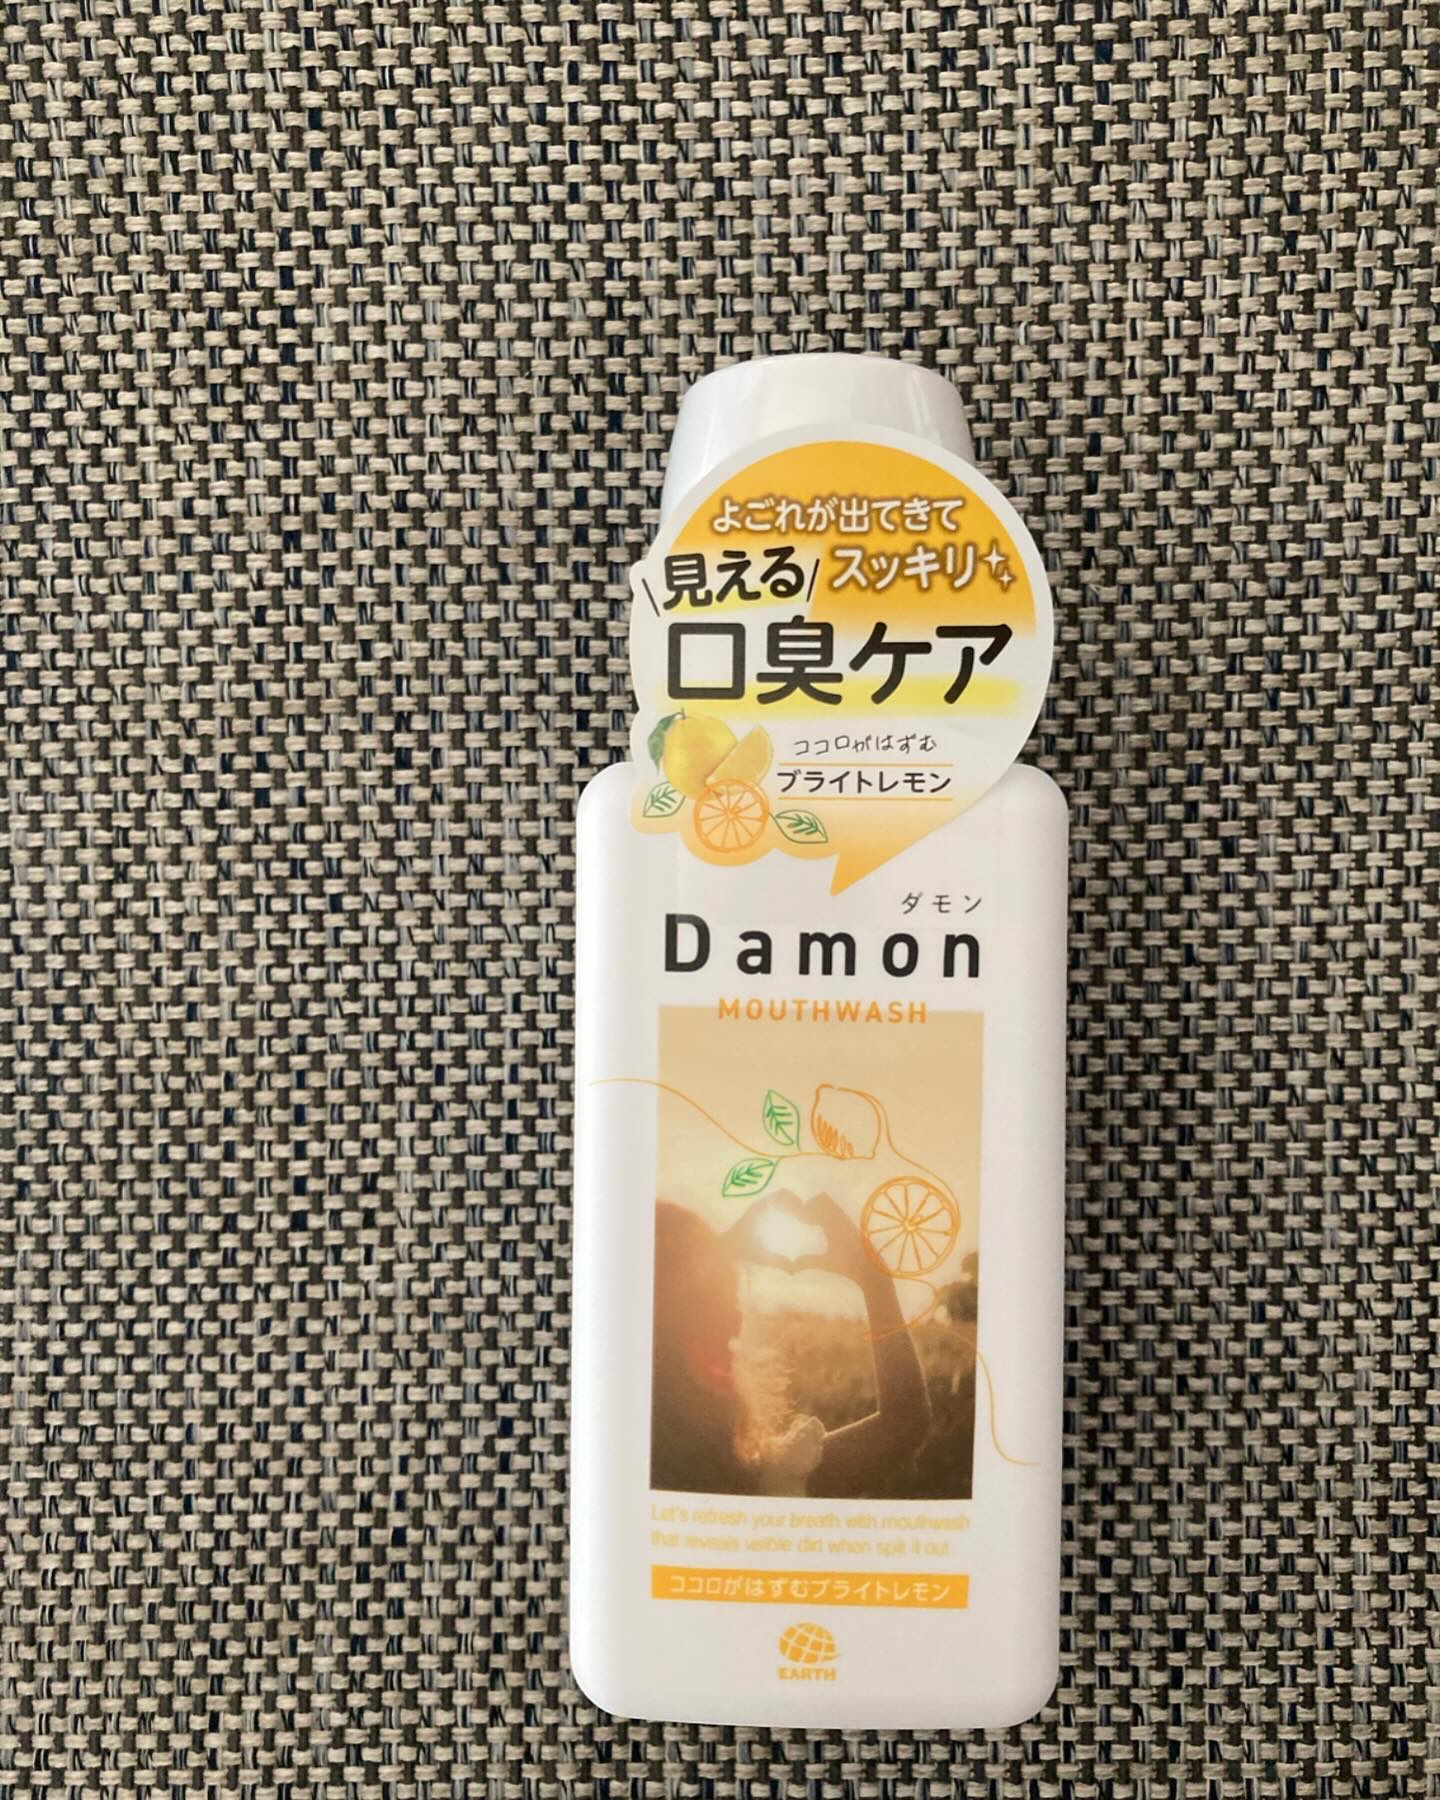 よごれが出てきて
見える スッキリ
口臭ケア
ココロがはずむ
ブライトレモン
ダモン
Damon
MOUTHWASH
Let's refresh your breath with mouthwash
that reveals visible dirt when spit it out.
ココロがはずむブライトレモン
EARTH